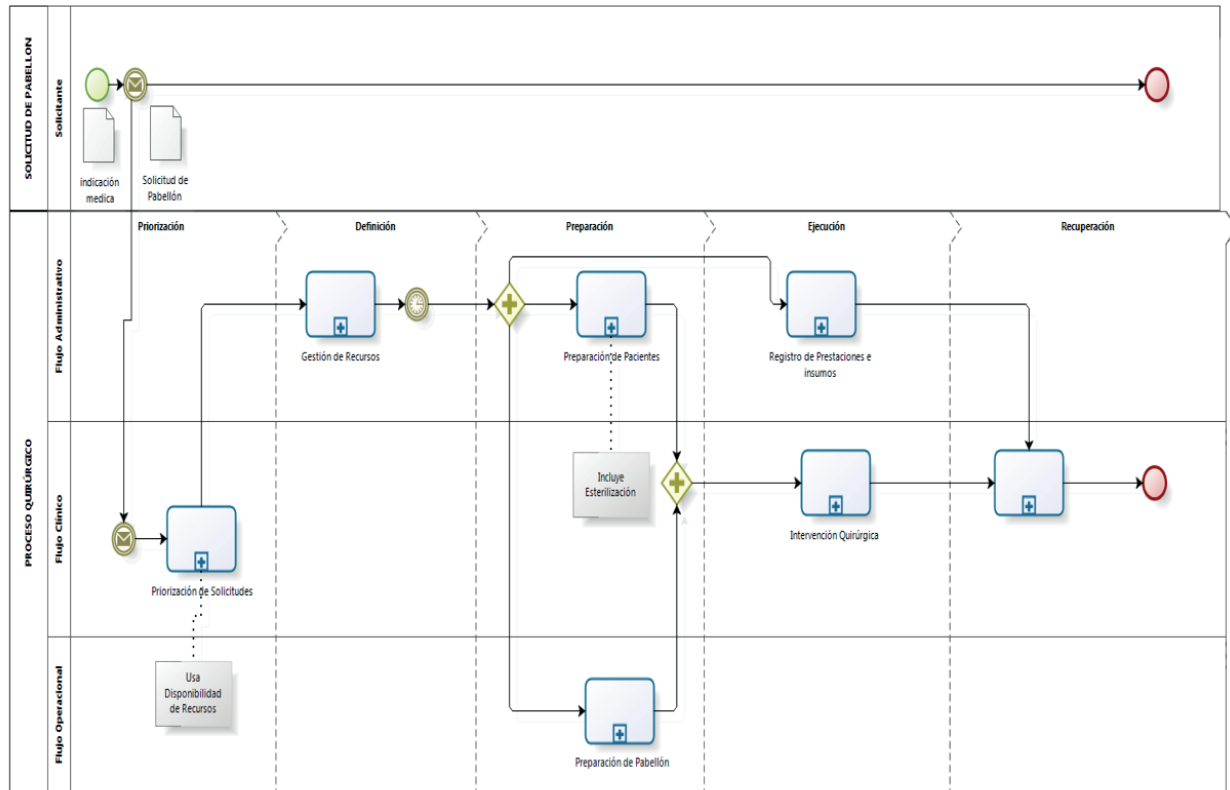 SOLICITUD DE PABELLON
Solicitante
indicación
medica
Solicitud de
Pabellón
PROCESO QUIRÚRGICO
Priorización
Definición
Preparación
Ejecución
Recuperación
Flujo Administrativo
Gestión de Recursos
Preparación de Pacientes
Registro de Prestaciones e
insumos
Flujo Clínico
Incluye
Esterilización
Intervención Quirúrgica
Priorización de Solicitudes
Flujo Operacional
Usa
Disponibilidad
de Recursos
Preparación de Pabellón